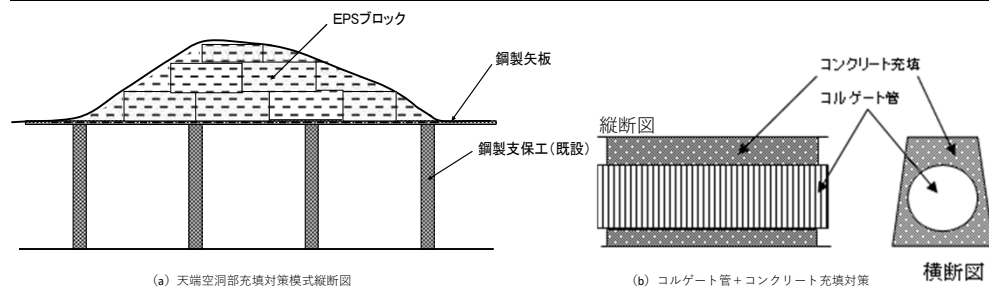 EPSブロック
鋼製矢板
鋼製支保工(既設)
(a) 天端空洞部充填対策模式縦断図
コンクリート充填
コルゲート管
縦断図
横断図
(b) コルゲート管+コンクリート充填対策